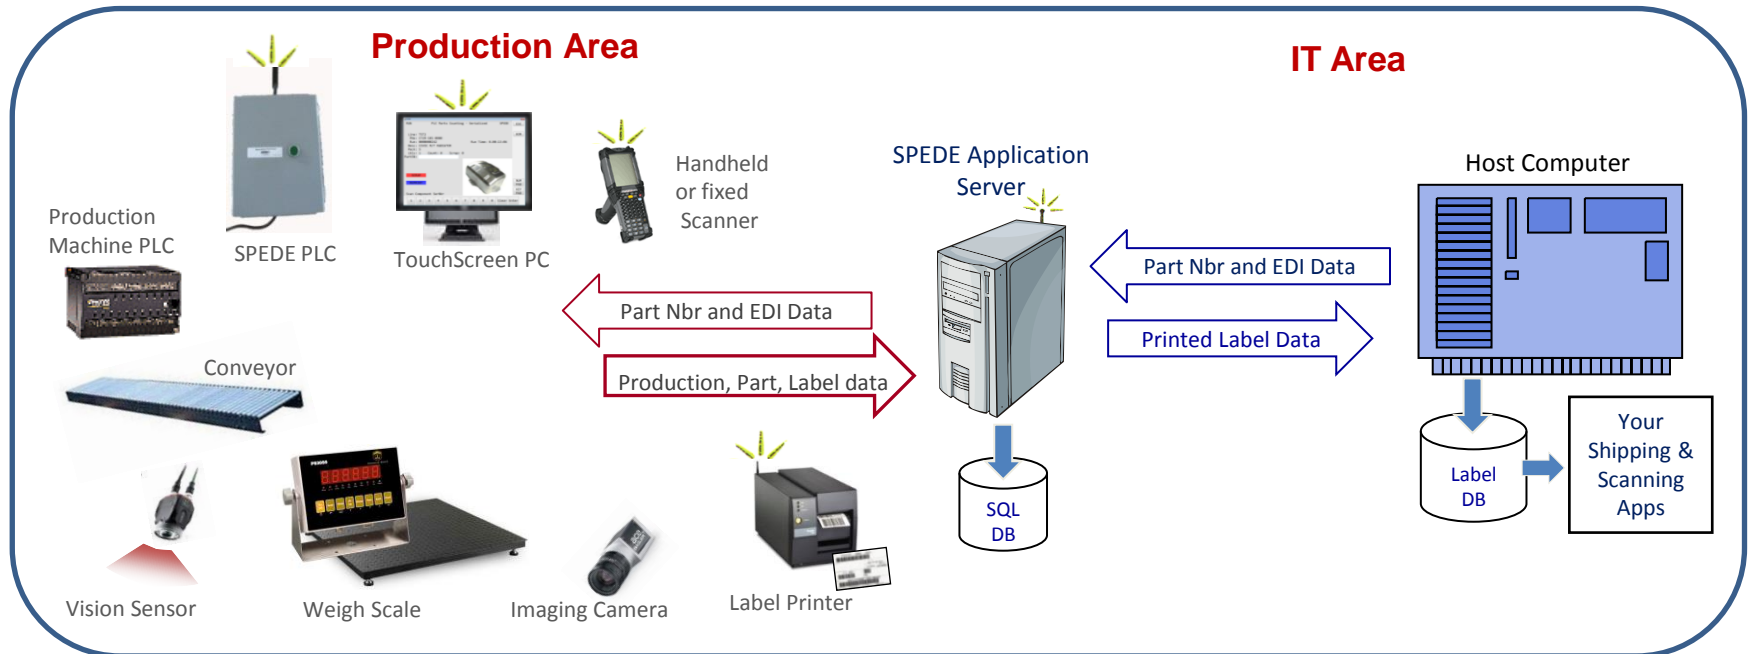 Production Area
IT Area
SPEDE Application
Server
Host Computer
Handheld
or fixed
Scanner
Production
Machine PLC
SPEDE PLC
TouchScreen PC
Part Nbr and EDI Data
Part Nbr and EDI Data
Printed Label Data
Production, Part, Label data
Conveyor
Your
Shipping &
Scanning
Apps
Label
DB
SQL
DB
Vision Sensor
Weigh Scale
Imaging Camera
Label Printer